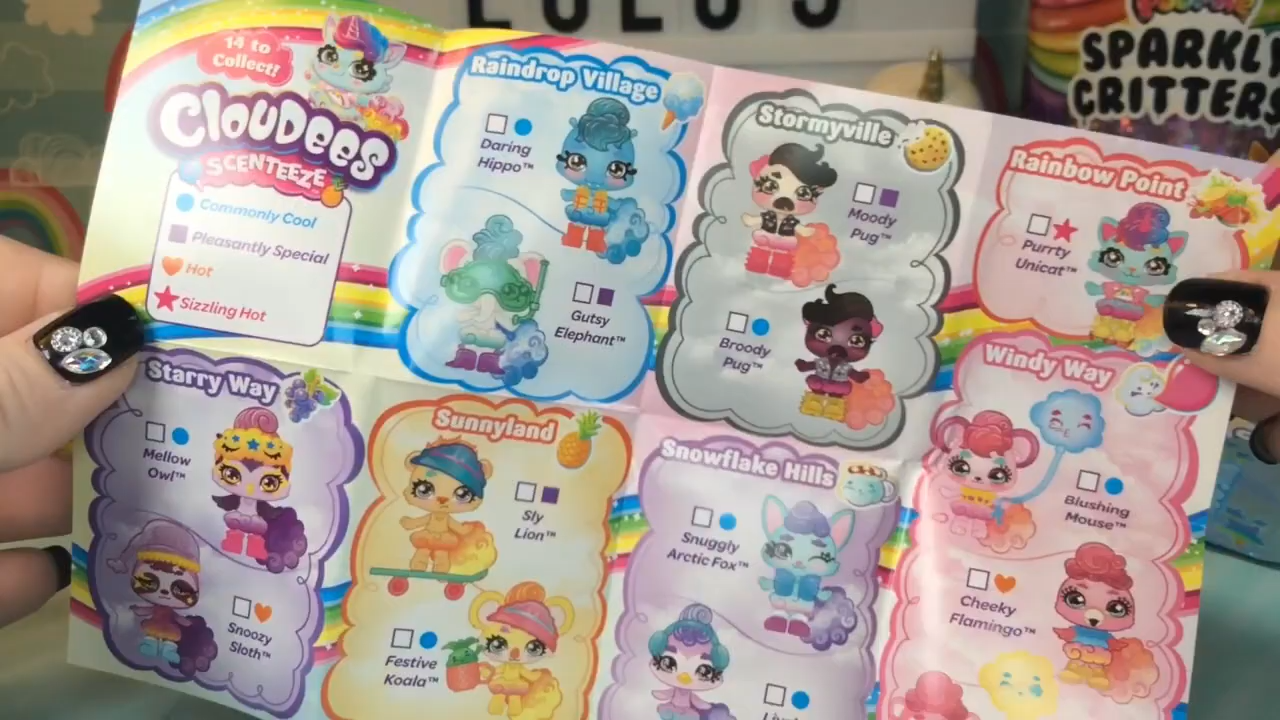 14 to
Collect!
Cloudees
SCENTEEZE
Commonly Cool
Pleasantly Special
Hot
Sizzling Hot
Raindrop Village
Daring
Hippo™
Gutsy
Elephant™
Stormyville
Moody
Pug™
Broody
Pug™
Rainbow Point
Purrty
Unicat™
Starry Way
Mellow
Owl™
Snoozy
Sloth™
Sunnyland
Sly
Lion™
Festive
Koala™
Snowflake Hills
Snuggly
Arctic Fox™
Windy Way
Blushing
Mouse™
Cheeky
Flamingo™
SPARKL
CRITTERS